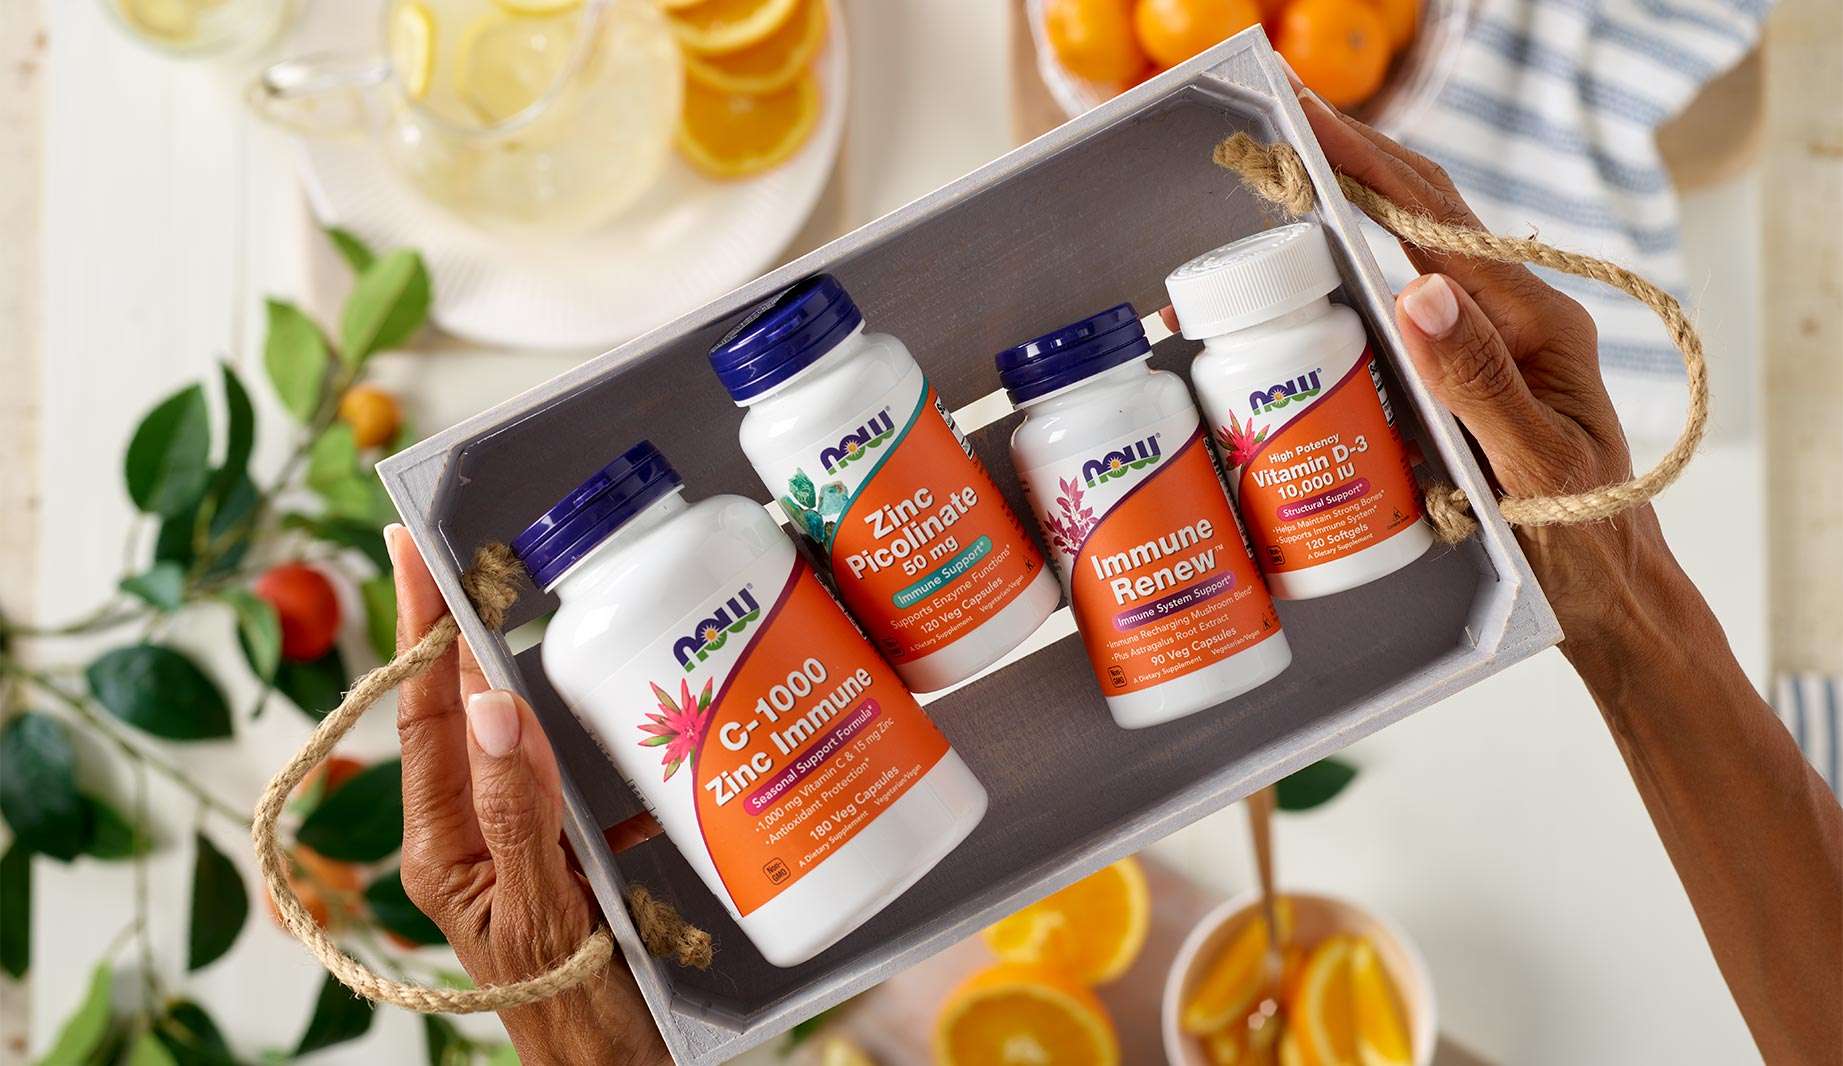 NOW
C-1000
Zinc Immune
Seasonal Support Formula*
•1,000 mg Vitamin C & 15 mg Zinc
•Antioxidant Protection*
180 Veg Capsules
A Dietary Supplement Vegetarian/Vegan
Non-
GMO
NOW®
Zinc
Picolinate
50 mg
Immune Support*
Supports Enzyme Functions*
120 Veg Capsules
A Dietary Supplement Vegetarian/Vegan
NOW®
Immune
Renew™
Immune System Support*
•Immune Recharging Mushroom Blend*
•Plus Astragalus Root Extract
90 Veg Capsules
A Dietary Supplement Vegetarian/Vegan
Non-
GMO
NOW®
High Potency
Vitamin D-3
10,000 IU
Structural Support*
•Helps Maintain Strong Bones*
•Supports Immune System*
120 Softgels
A Dietary Supplement